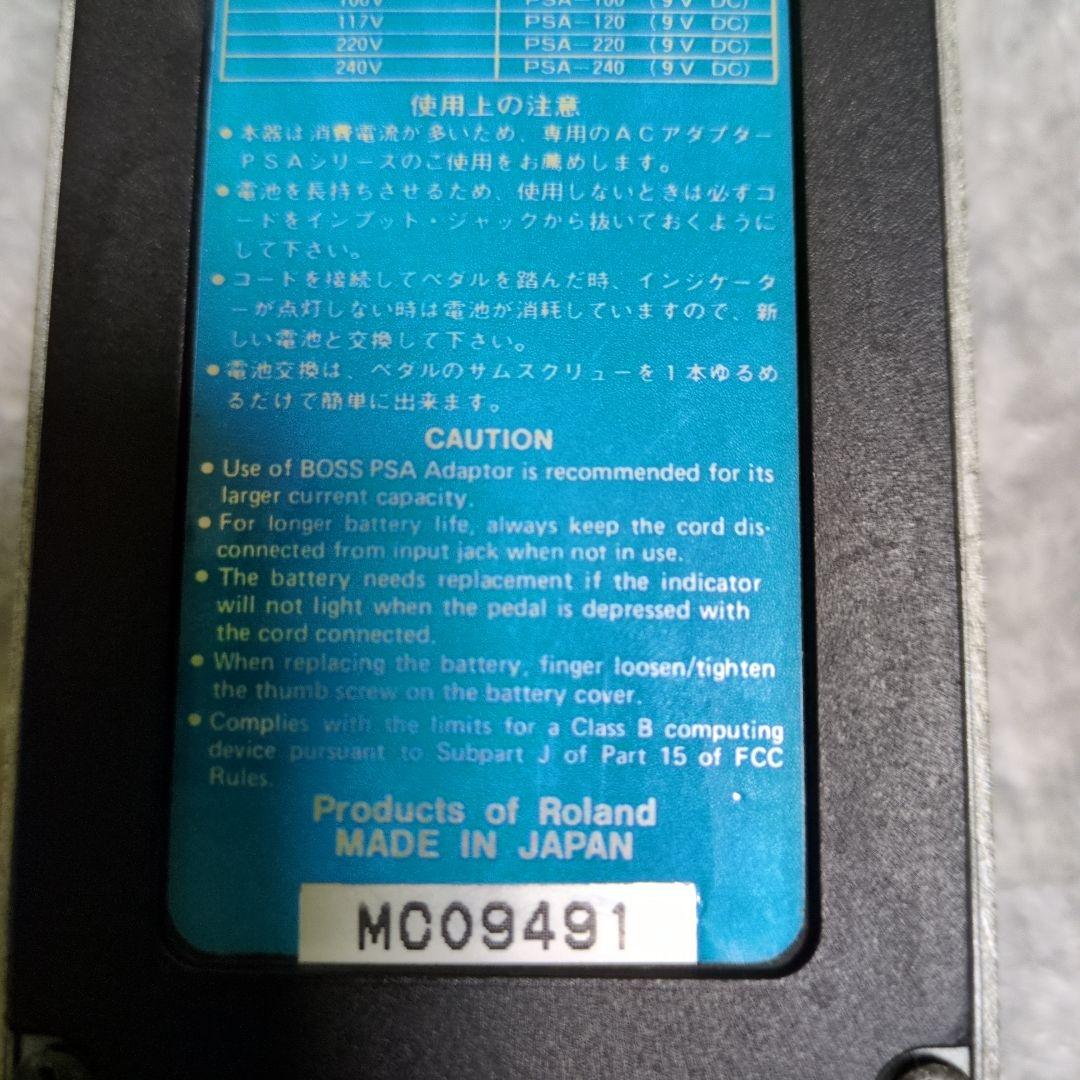 100V PSA-100 (9V DC)
117V PSA-120 (9V DC)
220V PSA-220 (9V DC)
240V PSA-240 (9V DC)
使用上の注意
●本器は消費電流が多いため、専用のACアダプター
PSAシリーズのご使用をお薦めします。
●電池を長持ちさせるため、使用しないときは必ずコ
ードをインプット・ジャックから抜いておくように
して下さい。
●コードを接続してペダルを踏んだ時、インジケータ
ーが点灯しない時は電池が消耗していますので、新
しい電池と交換して下さい。
●電池交換は、ペダルのサムスクリューを1本ゆるめ
るだけで簡単に出来ます。
CAUTION
● Use of BOSS PSA Adaptor is recommended for its
larger current capacity.
● For longer battery life, always keep the cord dis-
connected from input jack when not in use.
● The battery needs replacement if the indicator
will not light when the pedal is depressed with
the cord connected.
● When replacing the battery, finger loosen/tighten
the thumb screw on the battery cover.
● Complies with the limits for a Class B computing
device pursuant to Subpart J of Part 15 of FCC
Rules.
Products of Roland
MADE IN JAPAN
MC09491